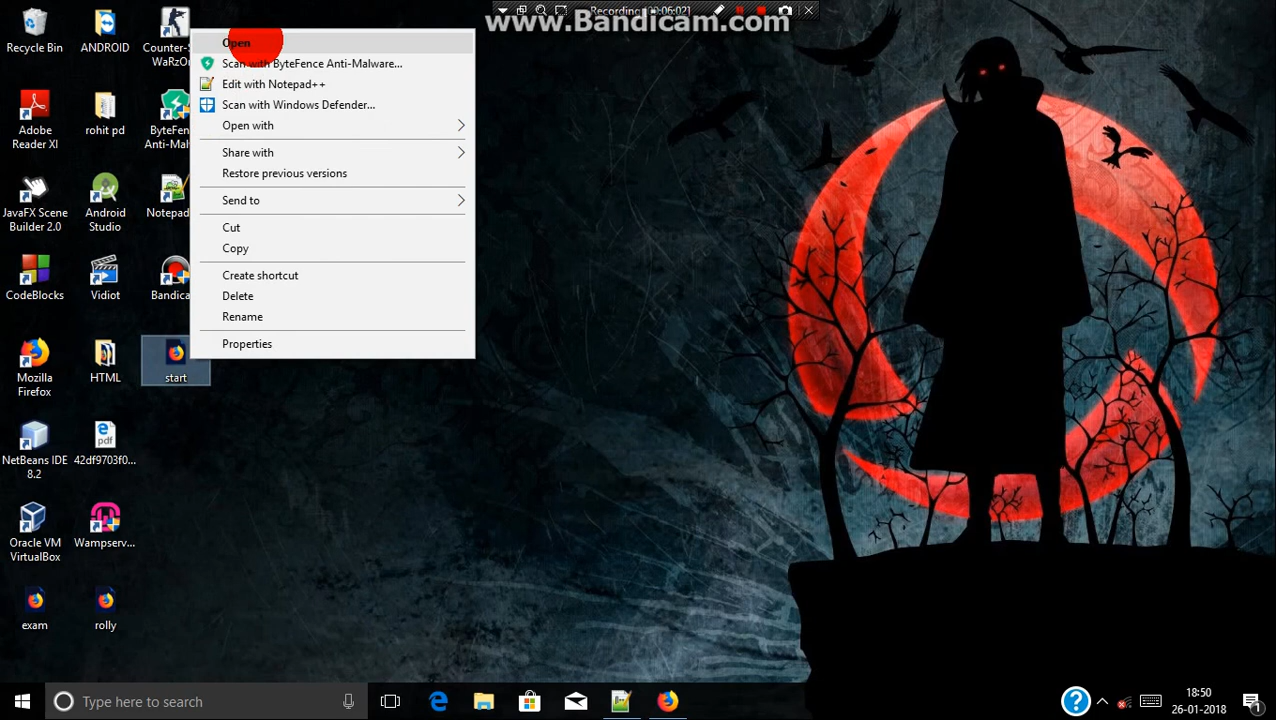 Recording [00:06:02]
www.Bandicam.com
Recycle Bin
ANDROID
Counter-S
WaRzOn
Open
Scan with ByteFence Anti-Malware...
Edit with Notepad++
Scan with Windows Defender...
Open with
Share with
Restore previous versions
Send to
Cut
Copy
Create shortcut
Delete
Rename
Properties
Adobe
Reader XI
rohit pd
ByteFen
Anti-Mal
JavaFX Scene
Builder 2.0
Android
Studio
Notepad
CodeBlocks
Vidiot
Bandica
Mozilla
Firefox
HTML
start
NetBeans IDE
8.2
pdf
42df9703f0...
Oracle VM
VirtualBox
Wampserv...
exam
rolly
Type here to search
18:50
26-01-2018
1